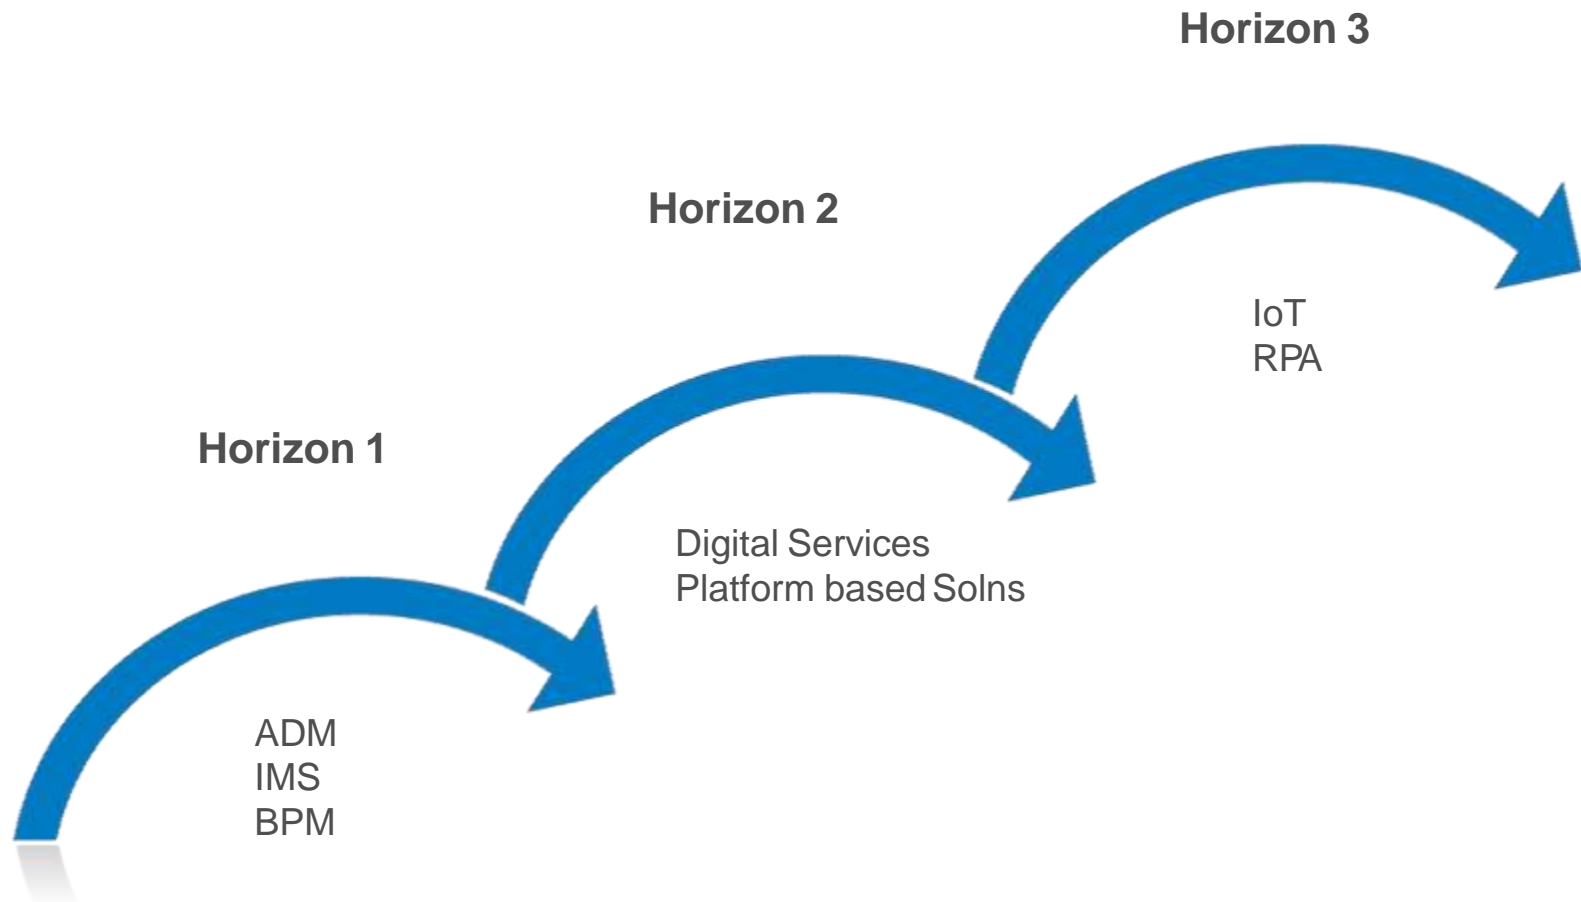 Horizon 3
Horizon 2
IoT
RPA
Horizon 1
Digital Services
Platform based Solns
ADM
IMS
BPM